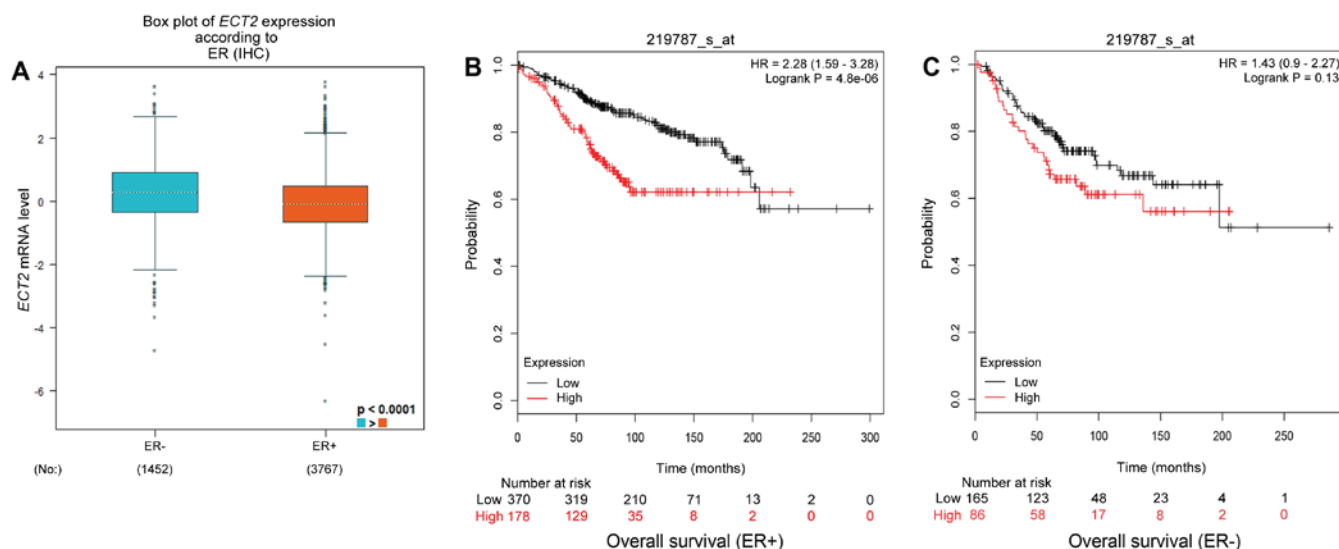 Box plot of ECT2 expression
according to
ER (IHC)
A
ECT2 mRNA level
4
2
0
-2
-4
-6
p < 0.0001
>
ER- ER+
(No:) (1452) (3767)
B
219787_s_at
HR = 2.28 (1.59 - 3.28)
Logrank P = 4.8e-06
Probability
1.0
0.8
0.6
0.4
0.2
0.0
Expression
Low
High
0 50 100 150 200 250 300
Time (months)
Number at risk
Low 370 319 210 71 13 2 0
High 178 129 35 8 2 0 0
Overall survival (ER+)
C
219787_s_at
HR = 1.43 (0.9 - 2.27)
Logrank P = 0.13
Probability
1.0
0.8
0.6
0.4
0.2
0.0
Expression
Low
High
0 50 100 150 200 250
Time (months)
Number at risk
Low 165 123 48 23 4 1
High 86 58 17 8 2 0
Overall survival (ER-)